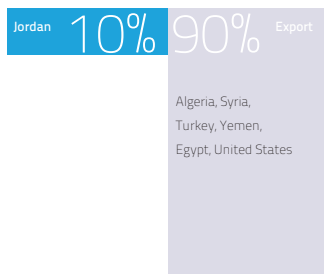 Jordan 10% 90% Export
Algeria, Syria,
Turkey, Yemen,
Egypt, United States